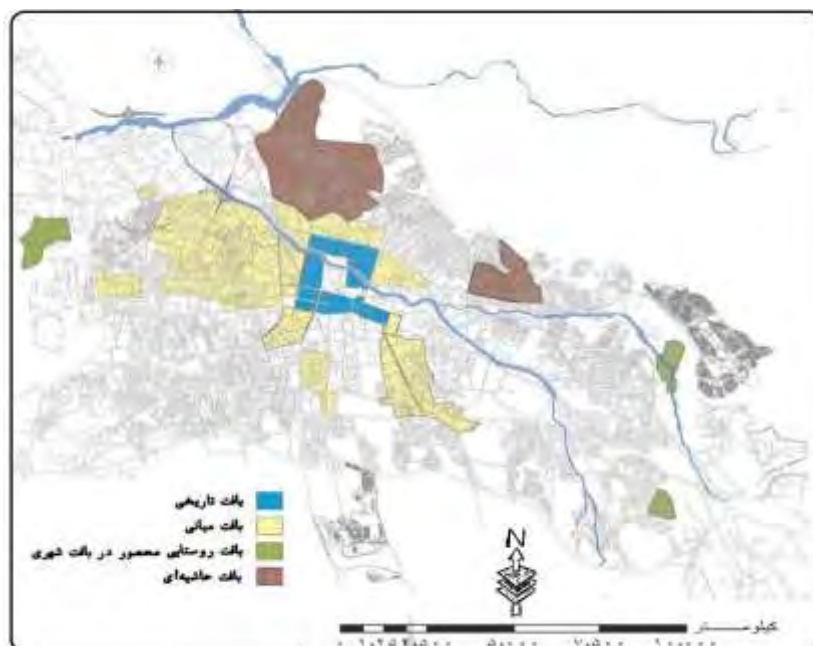 بافت تاریخی
بافت میانی
بافت روستایی محصور در بافت شهری
بافت حاشیه‌ای
N
کیلومتر